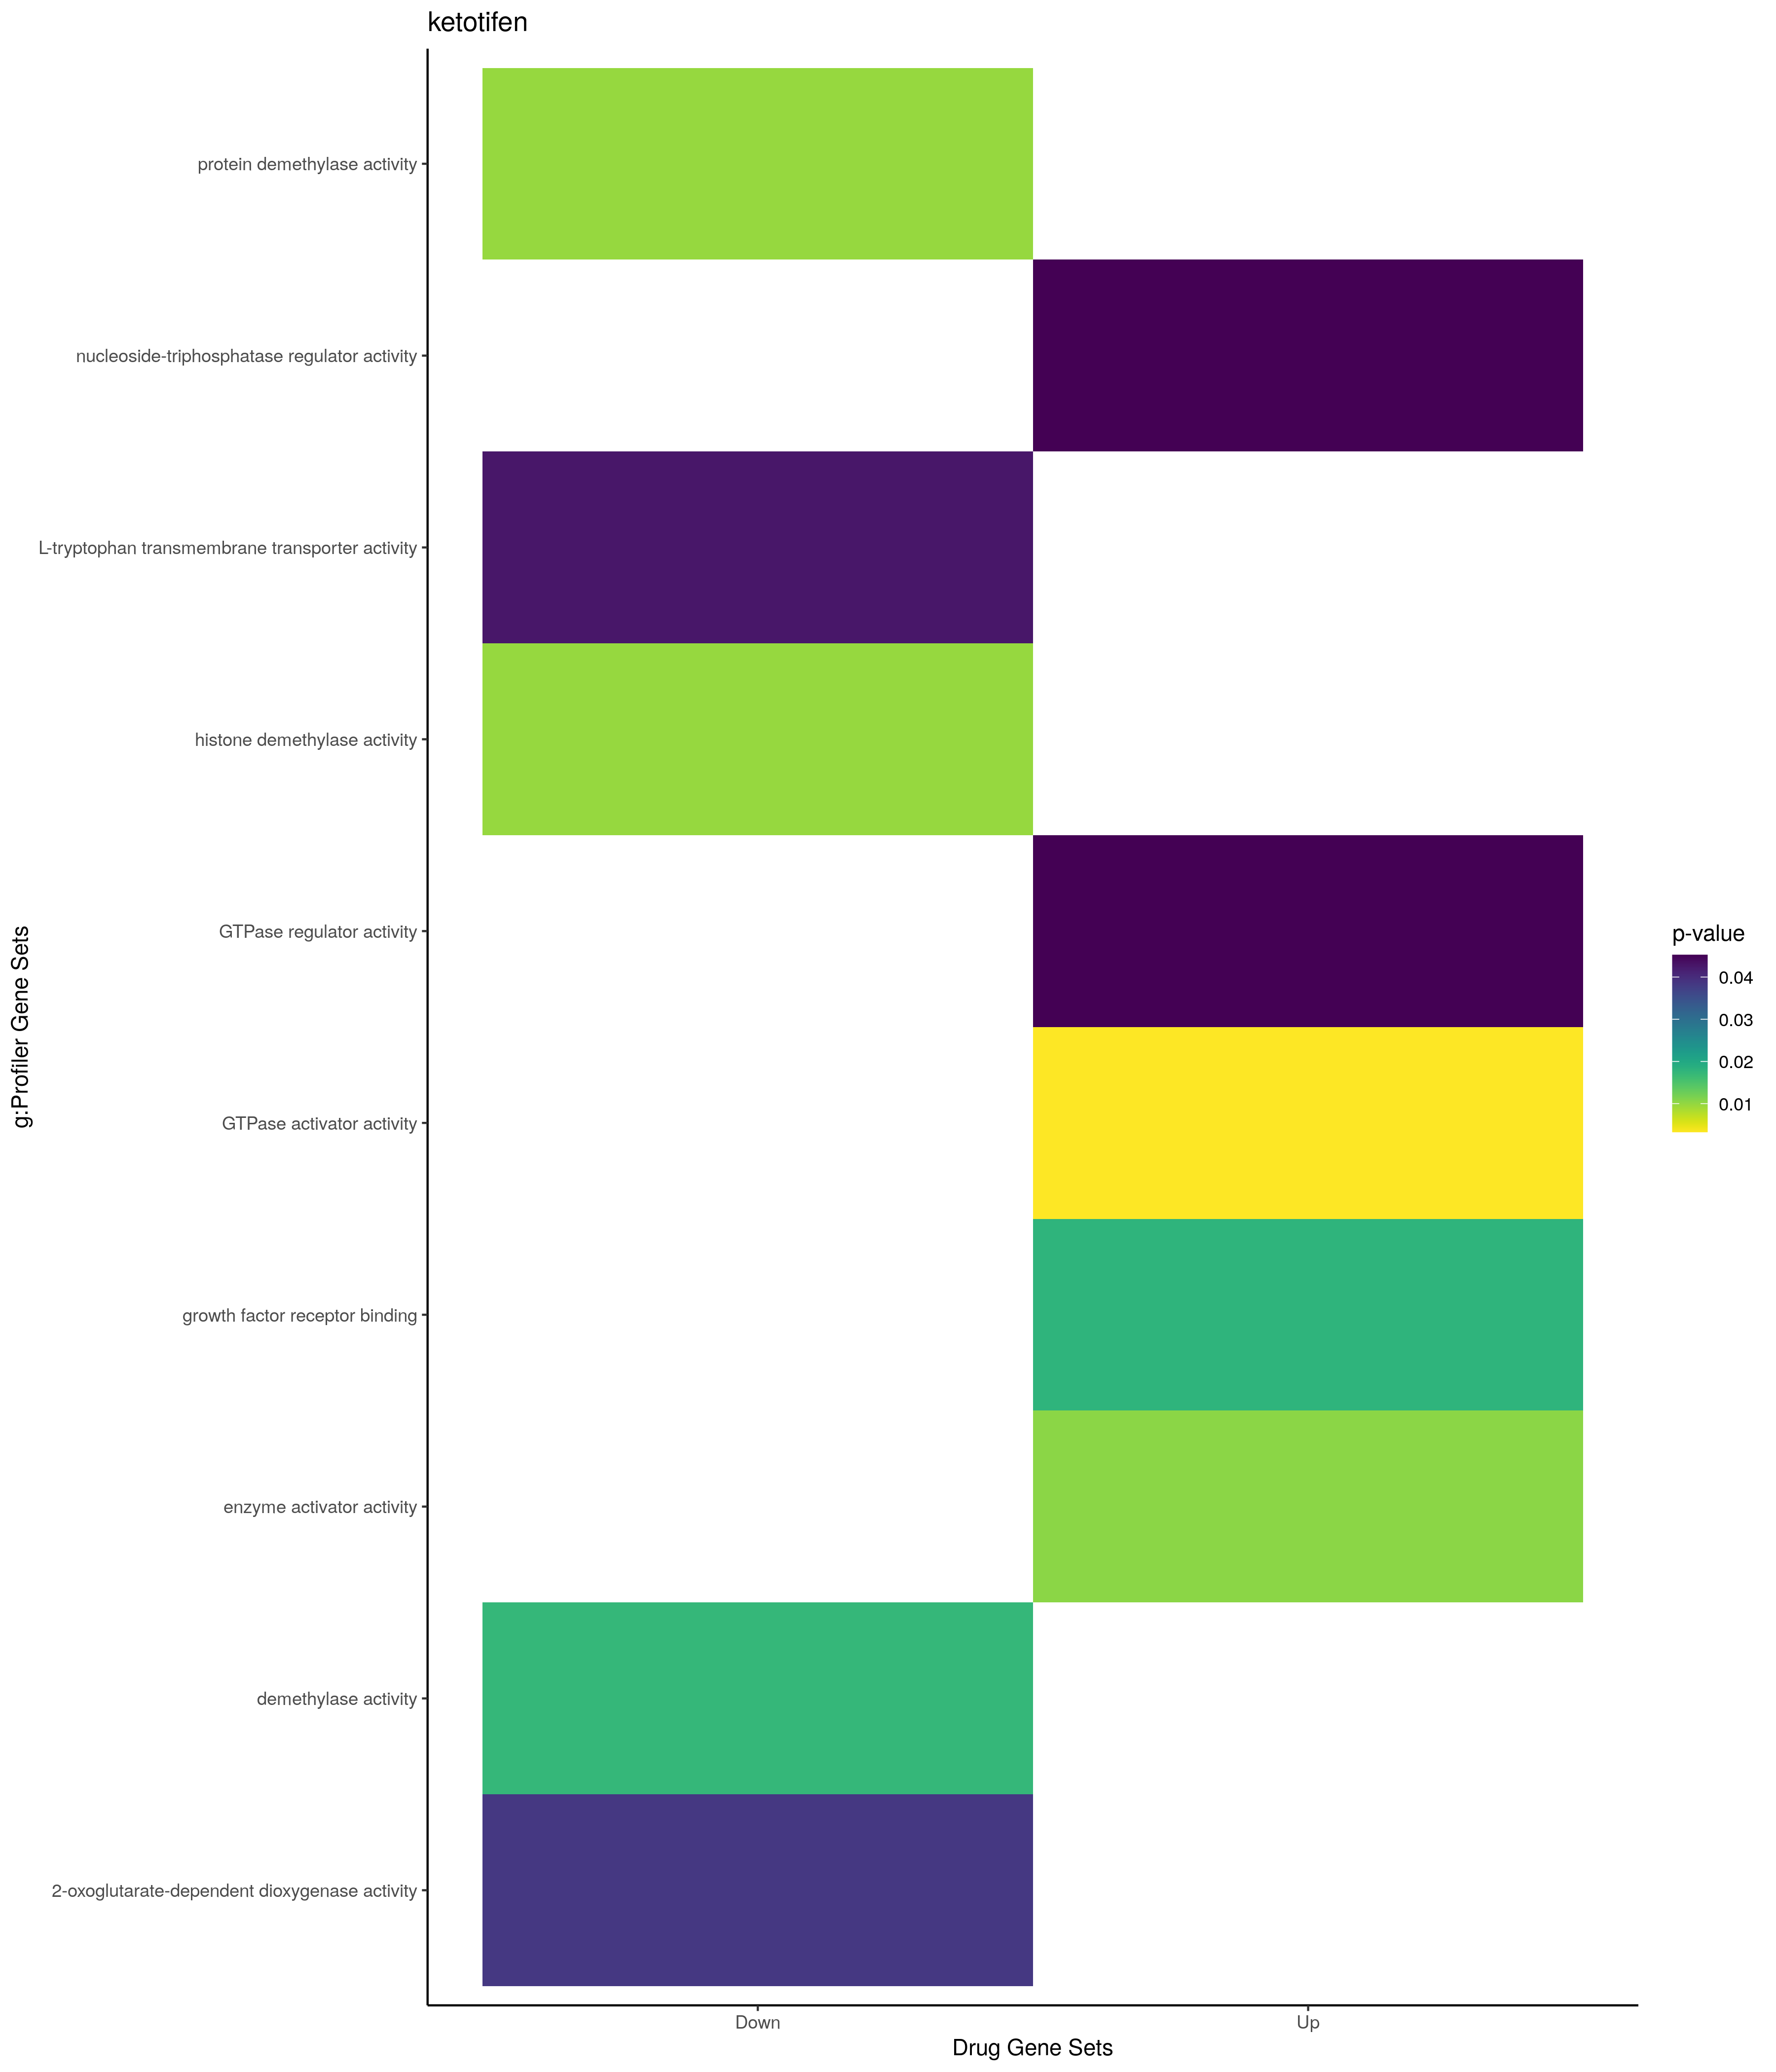 ketotifen
protein demethylase activity
nucleoside-triphosphatase regulator activity
L-tryptophan transmembrane transporter activity
histone demethylase activity
GTPase regulator activity
GTPase activator activity
growth factor receptor binding
enzyme activator activity
demethylase activity
2-oxoglutarate-dependent dioxygenase activity
g:Profiler Gene Sets
Down
Up
Drug Gene Sets
p-value
0.04
0.03
0.02
0.01